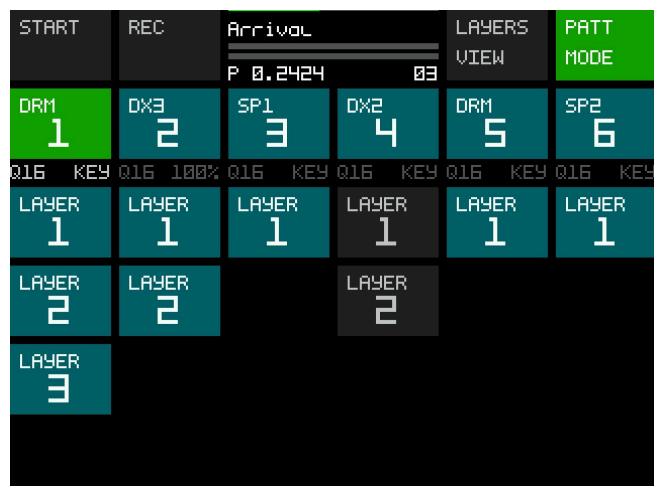 START REC Arrival LAYERS PATT
VIEW MODE
P 0.2424 03
DRM DX3 SP1 DX2 DRM SP2
1 2 3 4 5 6
Q16 KEY Q16 100% Q16 KEY Q16 KEY Q16 KEY Q16 KEY
LAYER LAYER LAYER LAYER LAYER LAYER
1 1 1 1 1 1
LAYER LAYER LAYER
2 2 2
LAYER
3